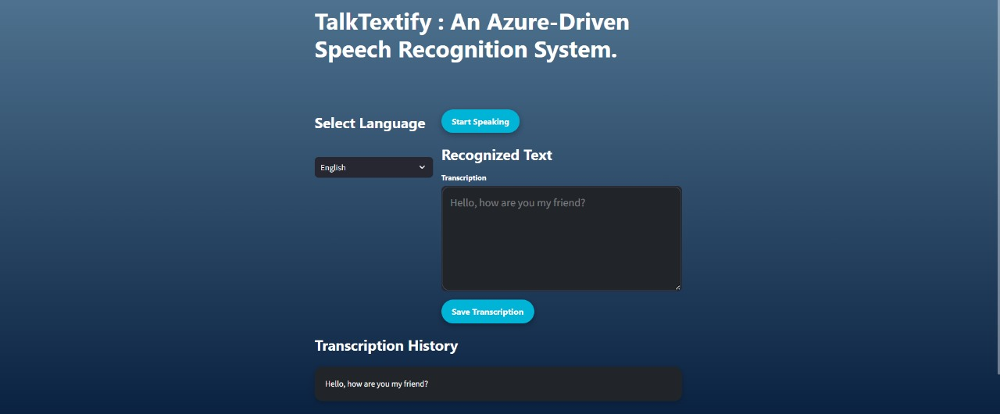 TalkTextify : An Azure-Driven
Speech Recognition System.
Select Language
Start Speaking
English
Recognized Text
Transcription
Hello, how are you my friend?
Save Transcription
Transcription History
Hello, how are you my friend?